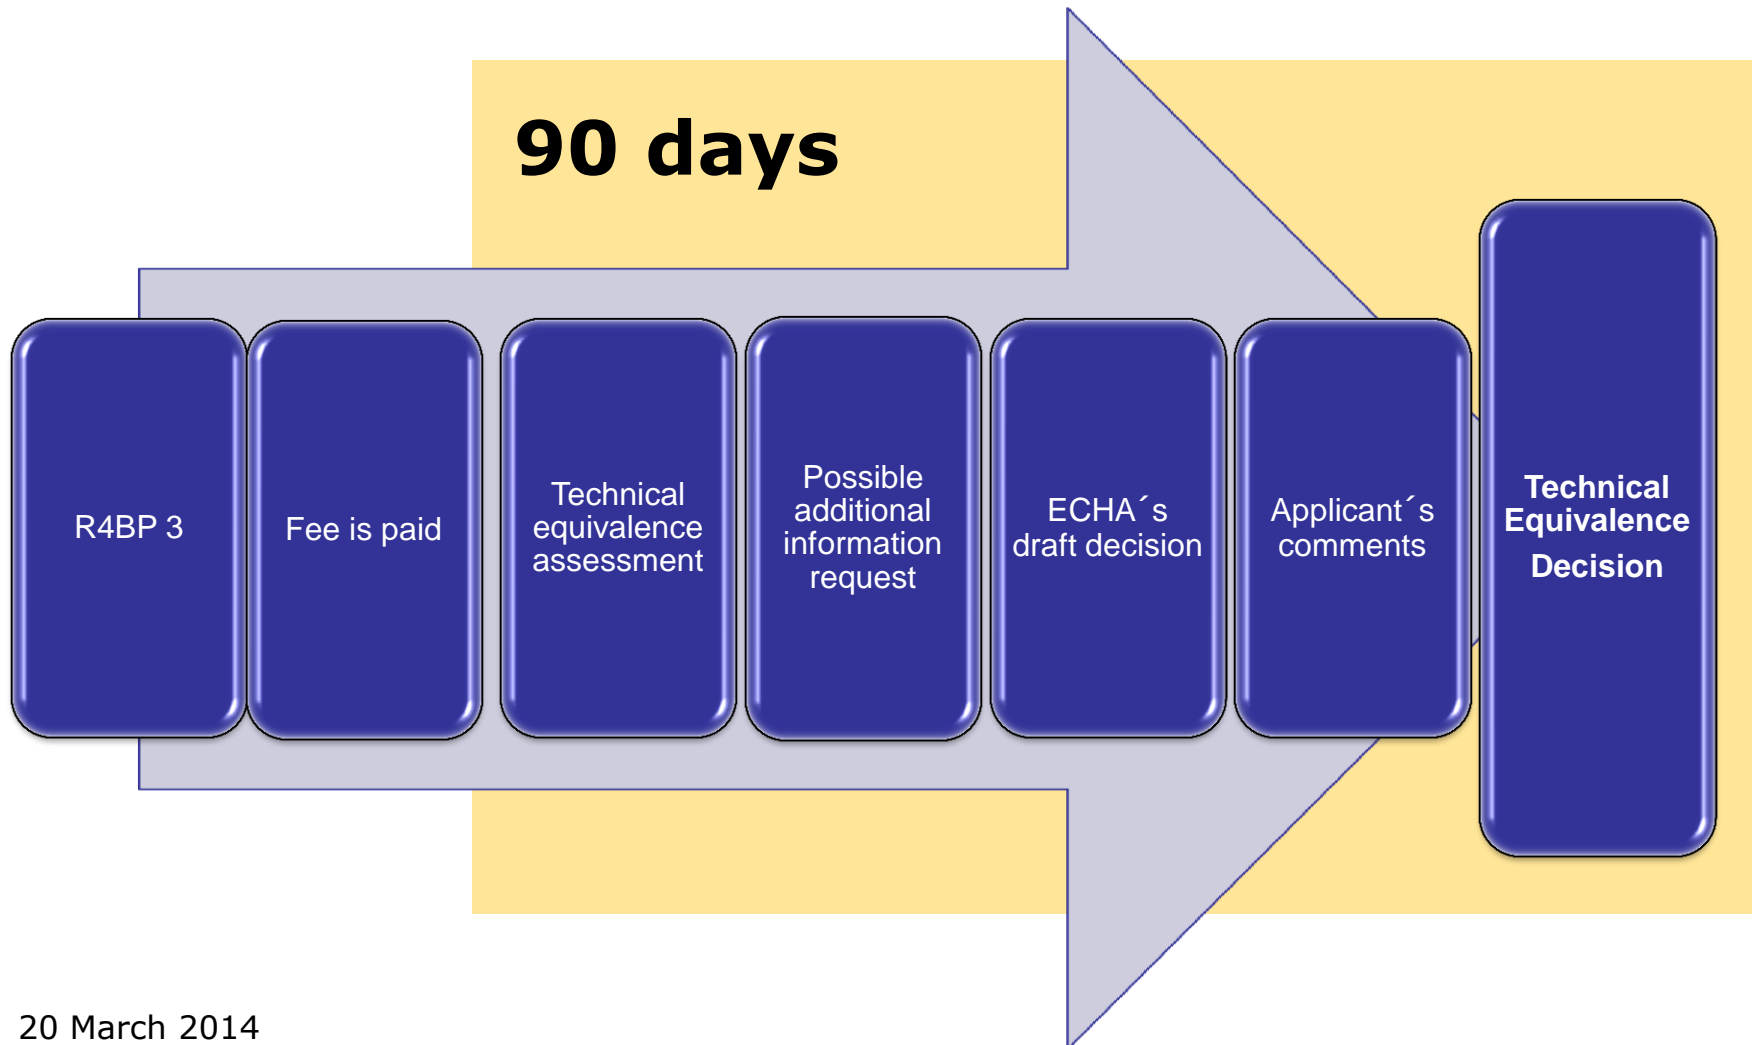 90 days
R4BP 3
Fee is paid
Technical
equivalence
assessment
Possible
additional
information
request
ECHA´s
draft decision
Applicant´s
comments
Technical
Equivalence
Decision
20 March 2014